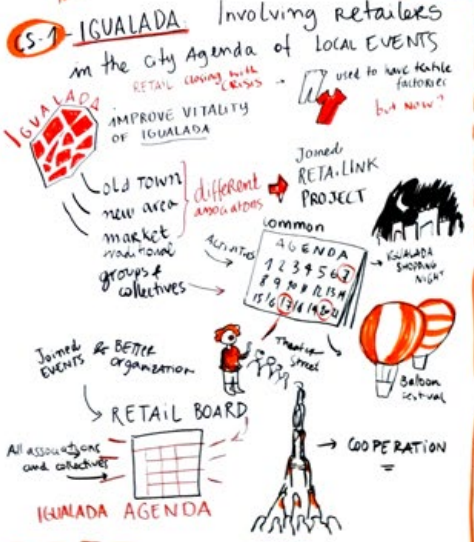 CS-1 - IGUALADA: Involving retailers
in the city Agenda of LOCAL EVENTS
RETAIL closing with
CRISIS
used to have textile
factories
but now?
IGUALADA
IMPROVE VITALITY
OF IGUALADA
old town
new area
market
traditional
groups &
collectives
different
associations
Joined
RETAILINK
PROJECT
ACTIVITIES
common
AGENDA
1 2 3 4 5 6 7
8 9 10 11 12 13 14
15 16 17 18 19 20 21
IGUALADA
SHOPPING
NIGHT
Theater
Street
Balloon
Festival
Joined & BETTER
EVENTS ORGANIZATION
RETAIL BOARD
All associations
and collectives
IGUALADA AGENDA
COOPERATION